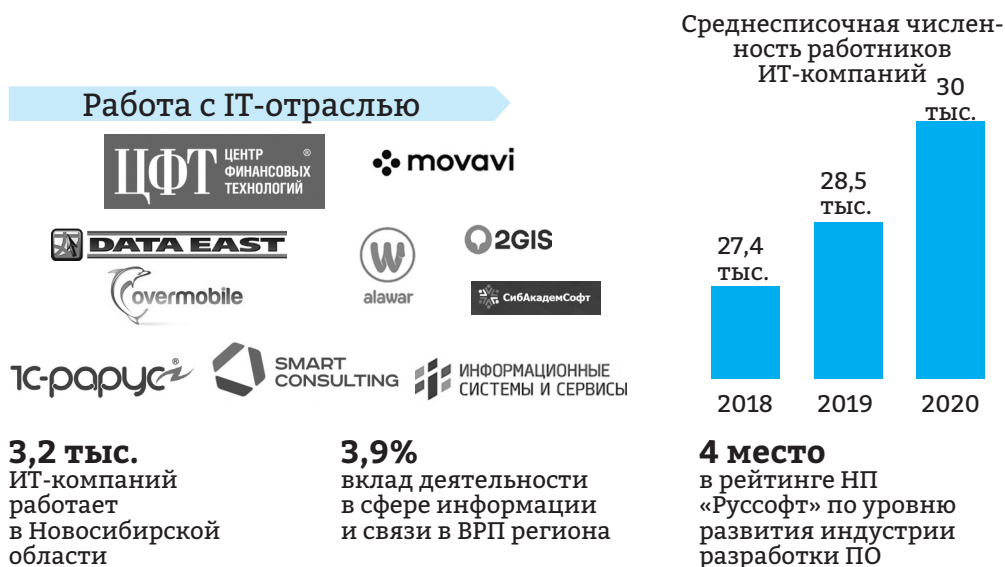 Работа с IT-отраслью
ЦФТ ЦЕНТР ФИНАНСОВЫХ ТЕХНОЛОГИЙ ®
movavi
DATA EAST
2GIS
overmobile
alawar
СибАкадемСофт
1С-рарус ®
SMART CONSULTING
ИНФОРМАЦИОННЫЕ СИСТЕМЫ И СЕРВИСЫ
Среднесписочная числен-
ность работников
ИТ-компаний
27,4
тыс.
28,5
тыс.
30
тыс.
2018 2019 2020
3,2 тыс.
ИТ-компаний
работает
в Новосибирской
области
3,9%
вклад деятельности
в сфере информации
и связи в ВРП региона
4 место
в рейтинге НП
«Руссофт» по уровню
развития индустрии
разработки ПО